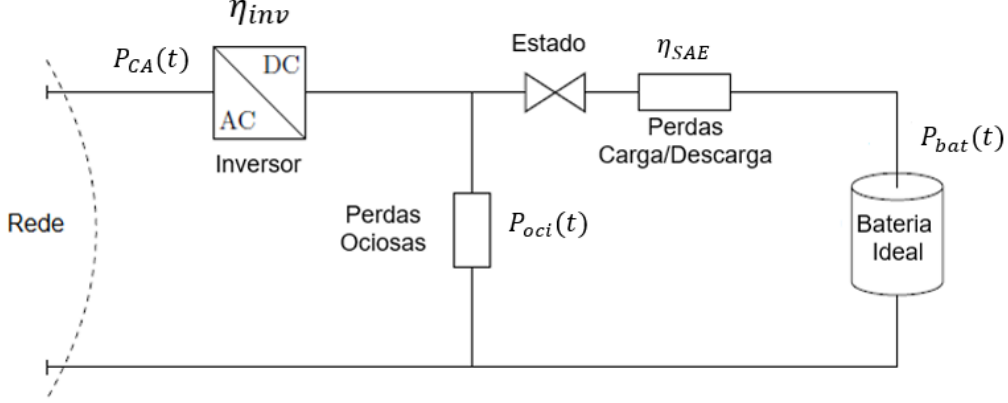 η_inv
P_CA(t)
DC
AC
Inversor
Estado
η_SAE
Perdas
Carga/Descarga
P_bat(t)
Rede
Perdas
Ociosas
P_oci(t)
Bateria
Ideal